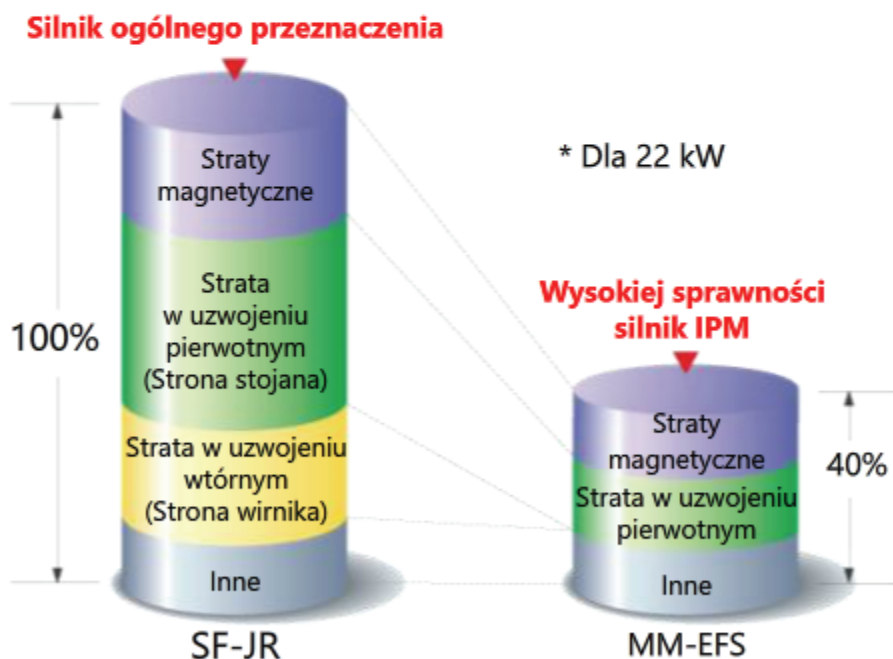 Silnik ogólnego przeznaczenia
Straty
magnetyczne
* Dla 22 kW
Strata
w uzwojeniu
pierwotnym
(Strona stojana)
100%
Wysokiej sprawności
silnik IPM
Strata w uzwojeniu
wtórnym
(Strona wirnika)
Straty
magnetyczne
40%
Strata w uzwojeniu
pierwotnym
Inne
Inne
SF-JR
MM-EFS